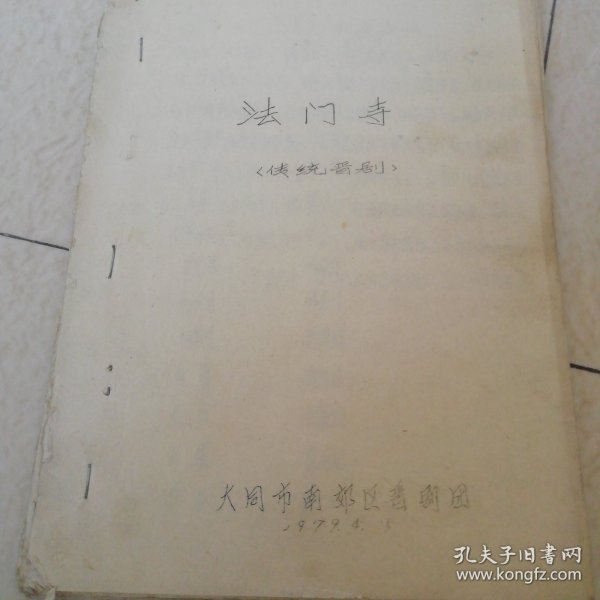 法门寺
〈传统晋剧〉
大同市南郊区晋剧团
1979.4.5
孔夫子旧书网
www.kongfz.com